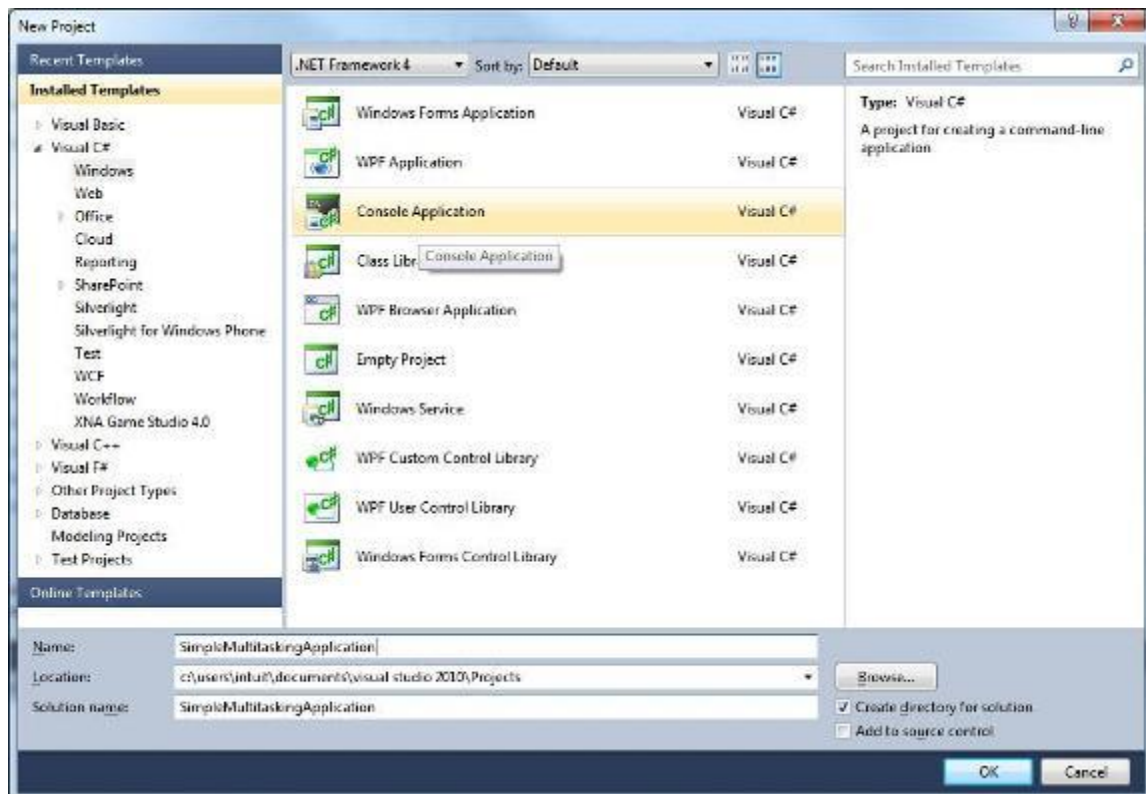 New Project
Recent Templates
Installed Templates
Visual Basic
Visual C#
Windows
Web
Office
Cloud
Reporting
SharePoint
Silverlight
Silverlight for Windows Phone
Test
WCF
Workflow
XNA Game Studio 4.0
Visual C++
Visual F#
Other Project Types
Database
Modeling Projects
Test Projects
Online Templates
.NET Framework 4
Sort by: Default
Windows Forms Application Visual C#
WPF Application Visual C#
Console Application Visual C#
Class Libr Visual C#
Console Application
WPF Browser Application Visual C#
Empty Project Visual C#
Windows Service Visual C#
WPF Custom Control Library Visual C#
WPF User Control Library Visual C#
Windows Forms Control Library Visual C#
Search Installed Templates
Type: Visual C#
A project for creating a command-line
application
Name: SimpleMultitaskingApplication
Location: c:\users\intuit\documents\visual studio 2010\Projects
Browse...
Solution name: SimpleMultitaskingApplication
Create directory for solution
Add to source control
OK Cancel